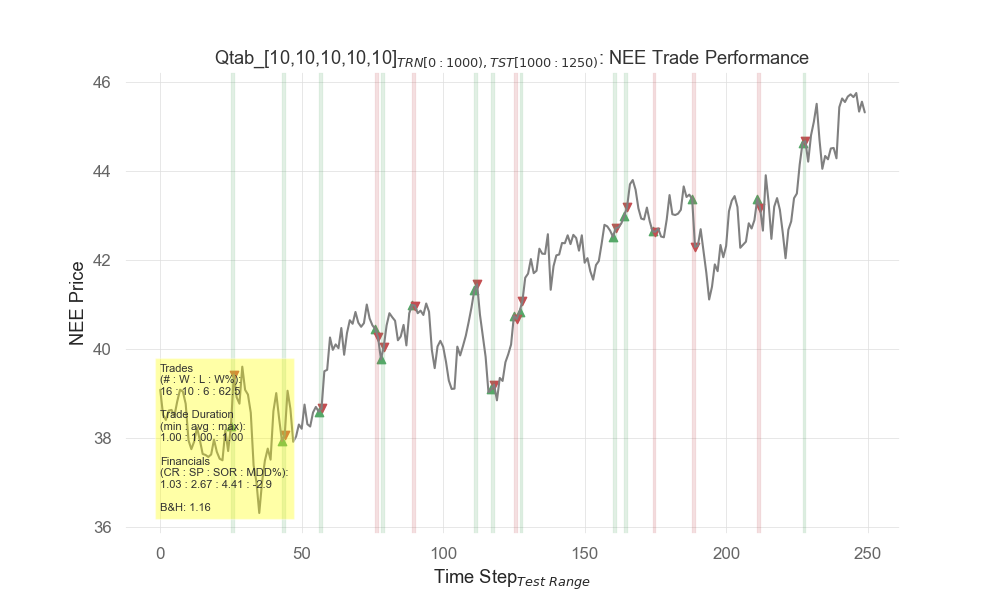 Qtab_[10,10,10,10,10]TRN[0 : 1000), TST[1000 : 1250): NEE Trade Performance
46
44
42
40
38
36
NEE Price
Trades
(# : W : L : W%):
16 : 10 : 6 : 62.5
Trade Duration
(min : avg : max):
1.00 : 1.00 : 1.00
Financials
(CR : SP : SOR : MDD%):
1.03 : 2.67 : 4.41 : -2.9
B&H: 1.16
0 50 100 150 200 250
Time StepTest Range